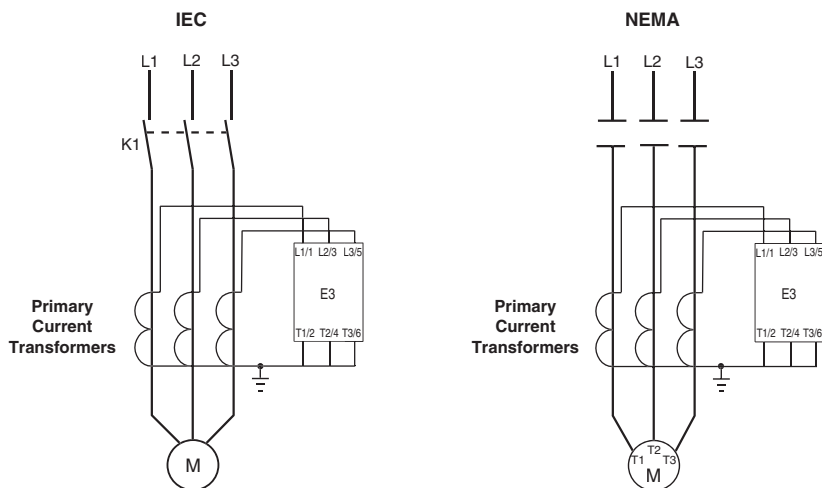 IEC
L1 L2 L3
K1
L1/1 L2/3 L3/5
E3
T1/2 T2/4 T3/6
Primary
Current
Transformers
M
NEMA
L1 L2 L3
L1/1 L2/3 L3/5
E3
T1/2 T2/4 T3/6
Primary
Current
Transformers
T1 T2 T3
M